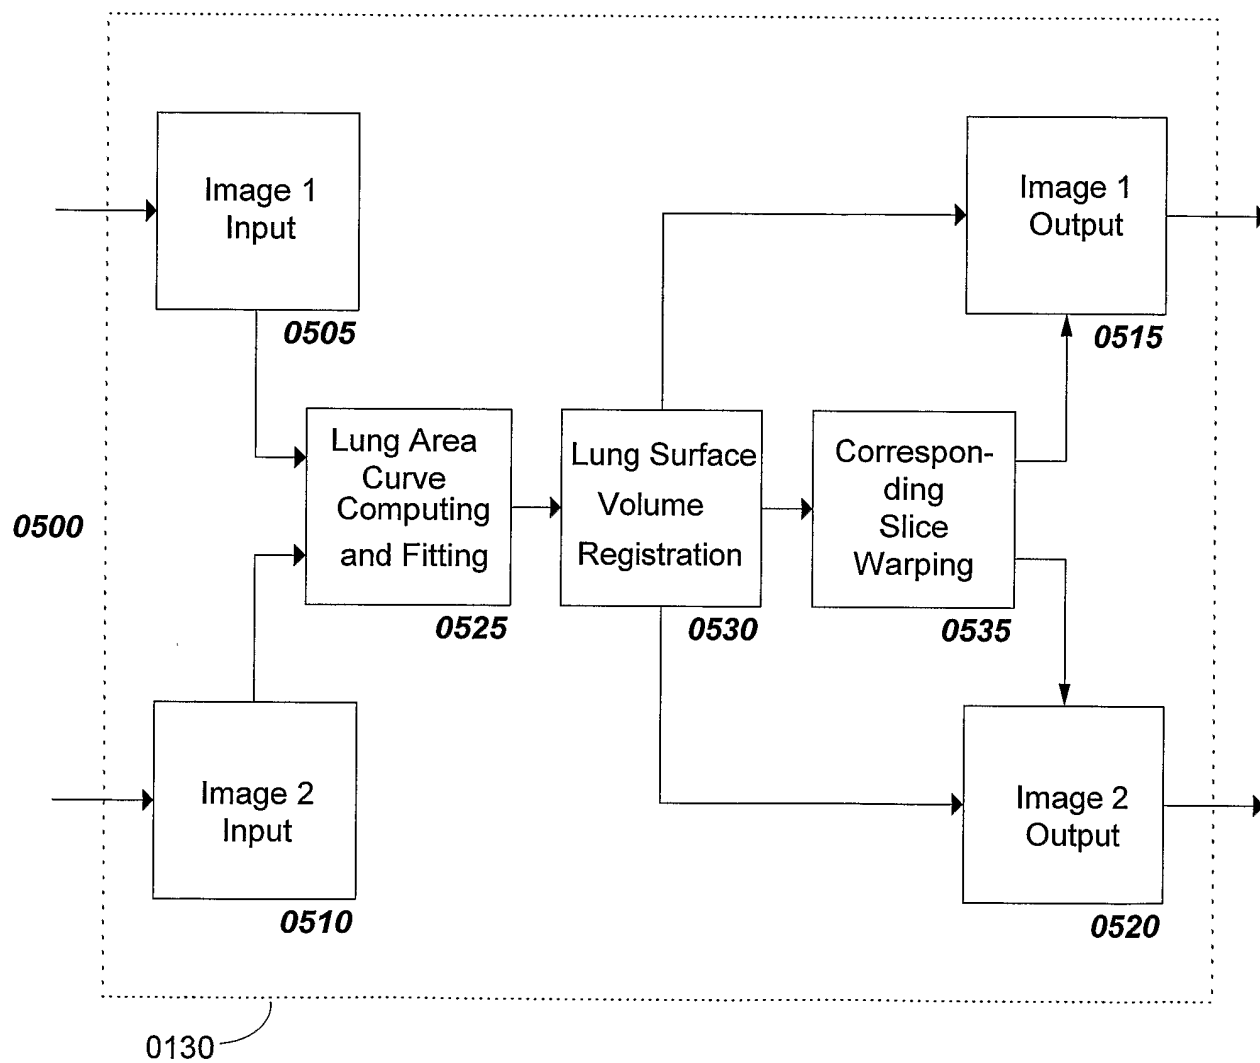 Image 1
Input
0505
Image 1
Output
0515
Lung Area
Curve
Computing
and Fitting
0525
Lung Surface
Volume
Registration
0530
Correspon-
ding
Slice
Warping
0535
0500
Image 2
Input
0510
Image 2
Output
0520
0130